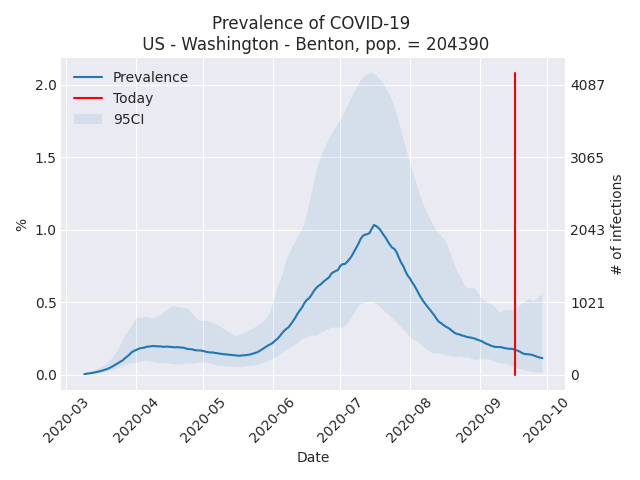 Prevalence of COVID-19
US - Washington - Benton, pop. = 204390
Prevalence
Today
95CI
%
2.0
1.5
1.0
0.5
0.0
4087
3065
2043
1021
0
# of infections
2020-03
2020-04
2020-05
2020-06
2020-07
2020-08
2020-09
2020-10
Date